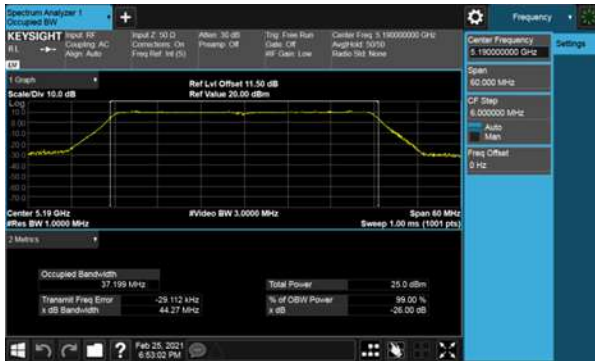 Spectrum Analyzer 1
Occupied BW
Frequency
KEYSIGHT
Input: RF
Coupling: AC
Align: Auto
Input Z: 50 Ω
Corrections: On
Freq Ref: Int (S)
Atten: 30 dB
Preamp: Off
Trig: Free Run
Gate: Off
#IF Gain: Low
Center Freq: 5.190000000 GHz
Avg|Hold: 50/50
Radio Std: None
Center Frequency
5.190000000 GHz
Settings
Span
60.000 MHz
CF Step
6.000000 MHz
Auto
Man
Freq Offset
0 Hz
1 Graph
Scale/Div 10.0 dB
Ref Lvl Offset 11.50 dB
Ref Value 20.00 dBm
Log
Center 5.19 GHz
#Res BW 1.0000 MHz
#Video BW 3.0000 MHz
Span 60 MHz
Sweep 1.00 ms (1001 pts)
2 Metrics
Occupied Bandwidth
37.199 MHz
Transmit Freq Error
-29.112 kHz
x dB Bandwidth
44.27 MHz
Total Power
25.0 dBm
% of OBW Power
99.00 %
x dB
-26.00 dB
Feb 25, 2021
6:53:02 PM